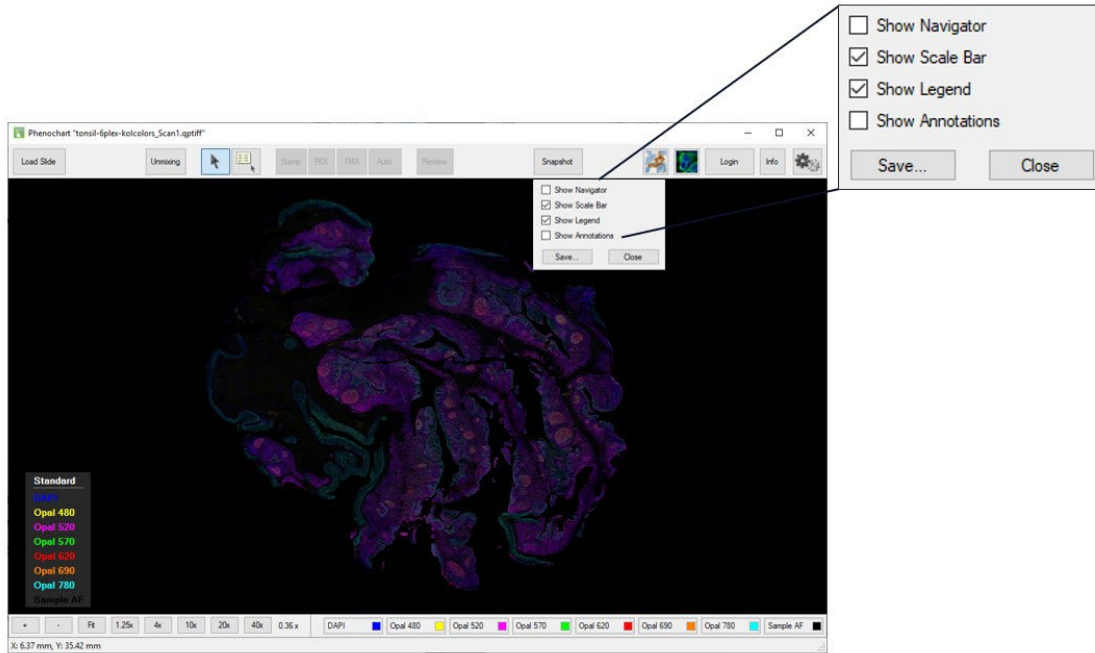 Show Navigator
Show Scale Bar
Show Legend
Show Annotations
Save... Close
Phenochart "tonsil-6plex-kolcolors_Scan1.qptiff"
Load Slide Unmixing Stamp ROI TMA Auto Review Snapshot Login Info
Show Navigator
Show Scale Bar
Show Legend
Show Annotations
Save... Close
Standard
DAPI
Opal 480
Opal 520
Opal 570
Opal 620
Opal 690
Opal 780
Sample AF
+ - Fit 1.25x 4x 10x 20x 40x 0.36 x DAPI Opal 480 Opal 520 Opal 570 Opal 620 Opal 690 Opal 780 Sample AF
X: 6.37 mm, Y: 35.42 mm